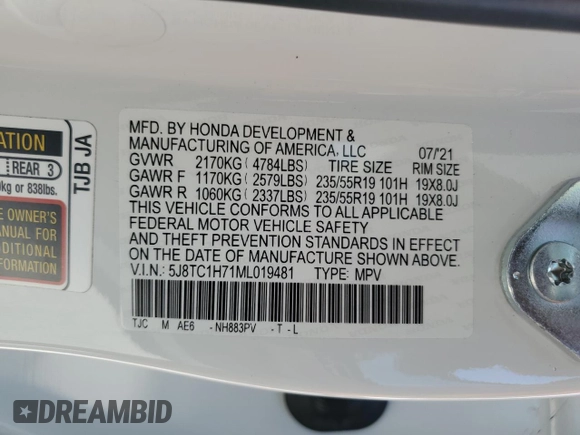 MFD. BY HONDA DEVELOPMENT &
MANUFACTURING OF AMERICA, LLC 07/'21
GVWR 2170KG ( 4784LBS) TIRE SIZE RIM SIZE
GAWR F 1170KG ( 2579LBS) 235/55R19 101H 19X8.0J
GAWR R 1060KG ( 2337LBS) 235/55R19 101H 19X8.0J
THIS VEHICLE CONFORMS TO ALL APPLICABLE
FEDERAL MOTOR VEHICLE SAFETY
AND THEFT PREVENTION STANDARDS IN EFFECT
ON THE DATE OF MANUFACTURE SHOWN ABOVE.
V.I.N.: 5J8TC1H71ML019481 TYPE: MPV
TJC M AE6 -NH883PV -T -L
ATION
REAR 3
kg or 838lbs.
TJB JA
E OWNER'S
ANUAL FOR
DDITIONAL
FORMATION
DREAMBID